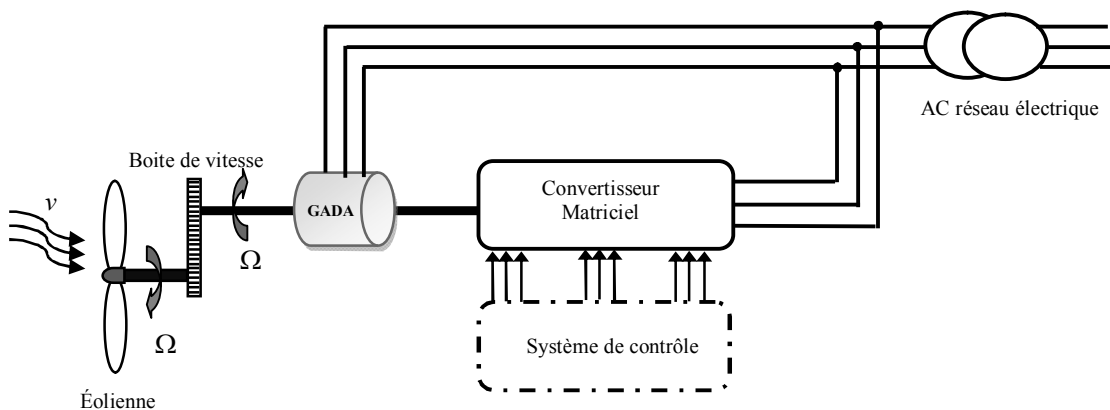 AC réseau électrique
Boite de vitesse
Convertisseur
Matriciel
v
GADA
Ω
Ω
Système de contrôle
Éolienne